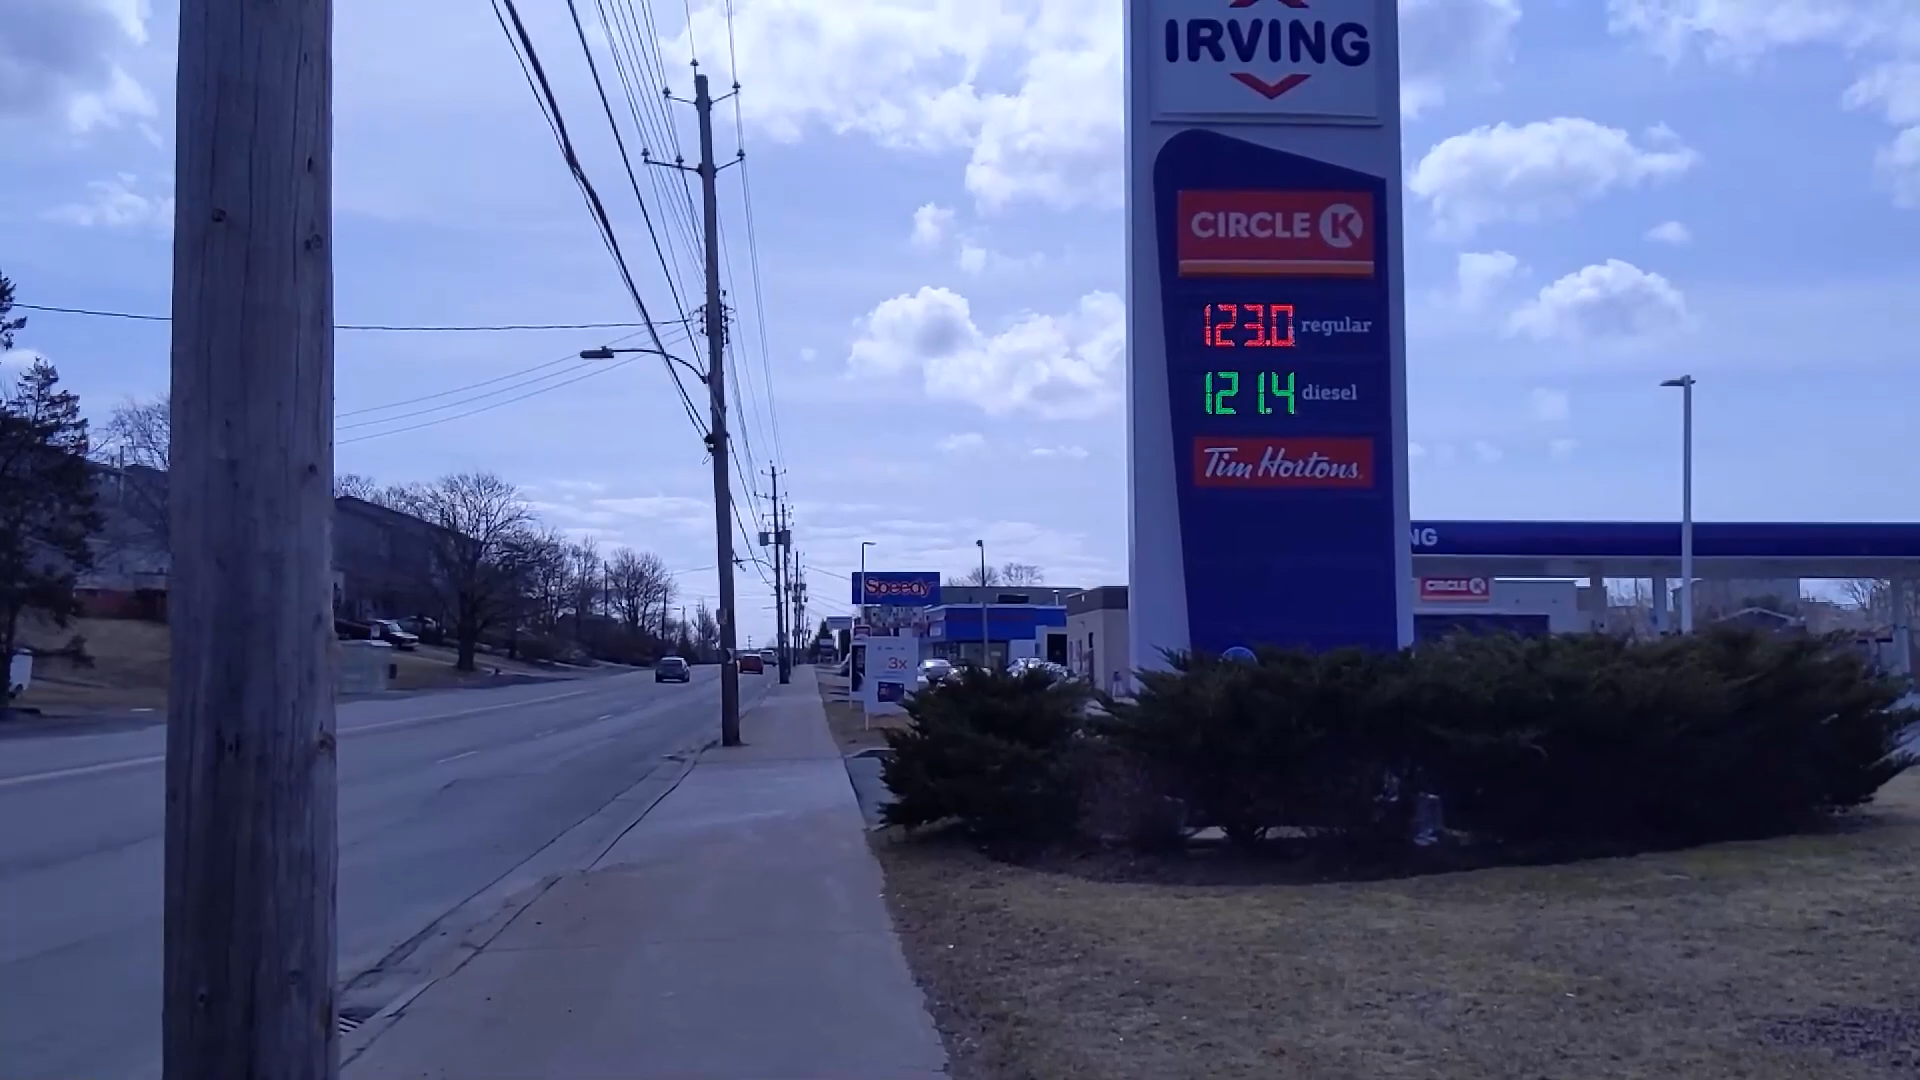 IRVING
CIRCLE K
123.0 regular
121.4 diesel
Tim Hortons
NG
CIRCLE K
Speedy
3x